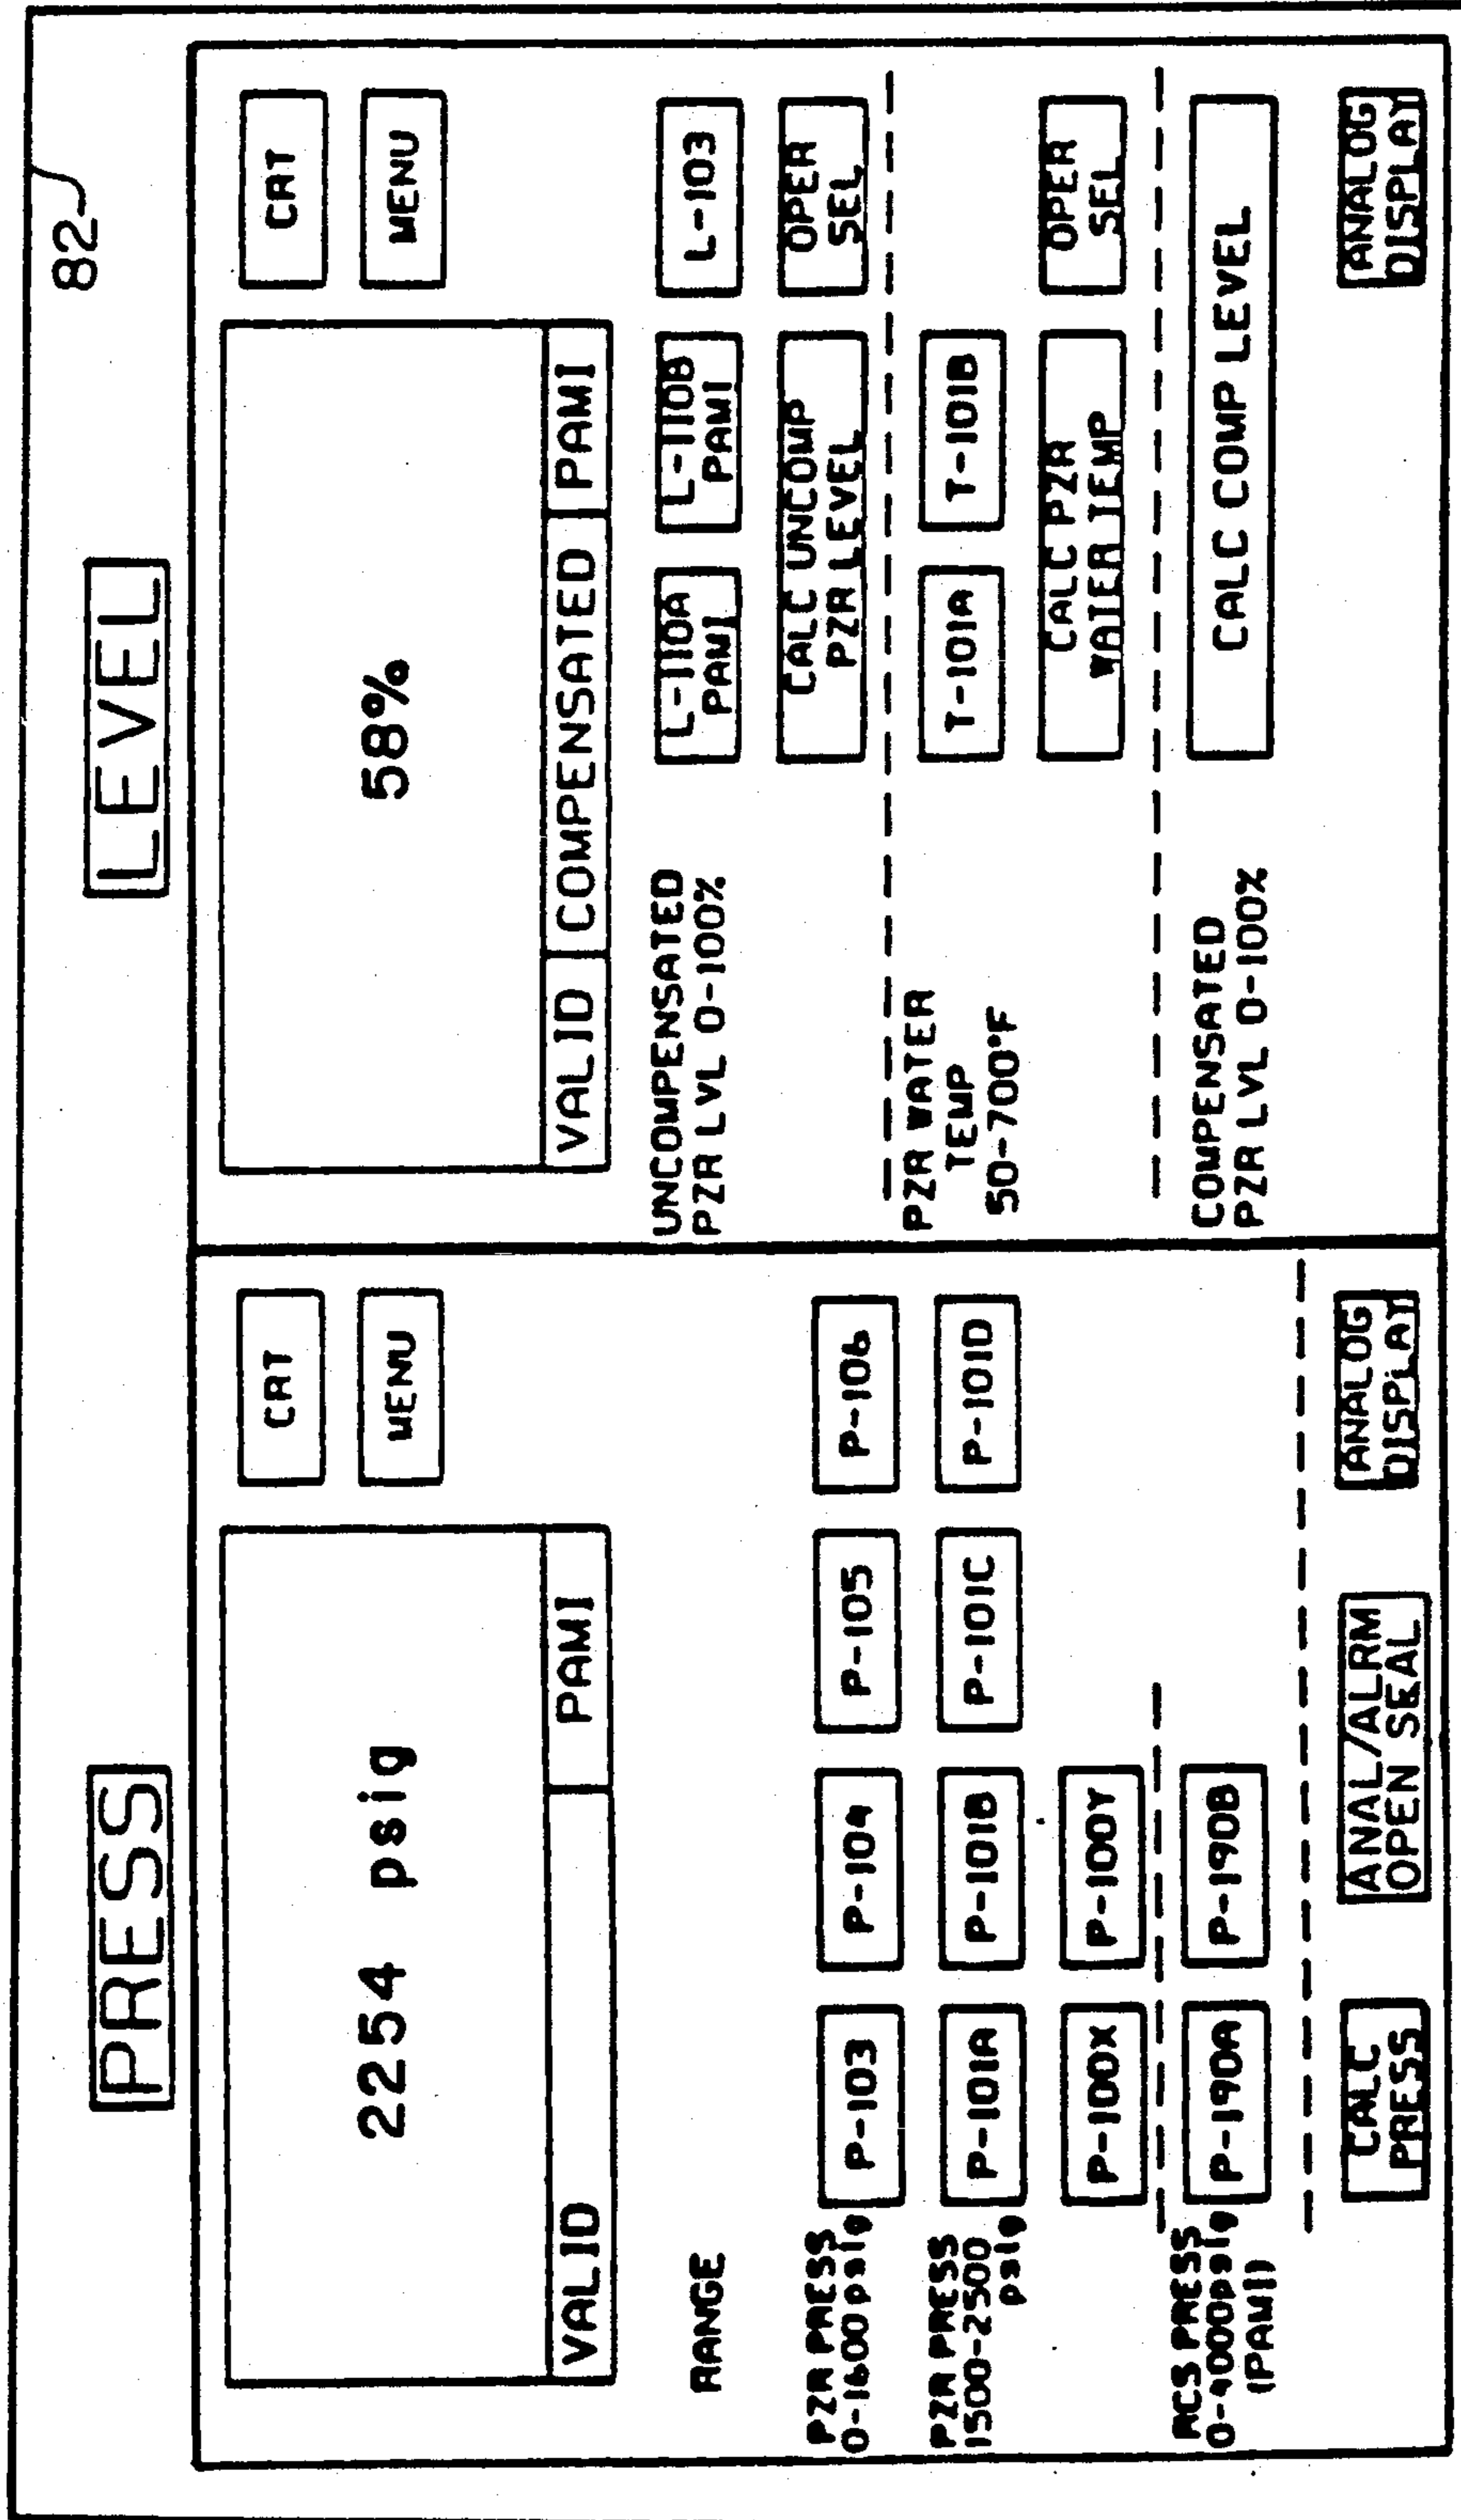 82
PRESS
2254 psig
VALID
PAMI
CRT
MENU
RANGE
PZR PRESS
0-1600 psig
P-103
P-104
P-105
P-106
PZR PRESS
1500-2500
psig
P-101A
P-101B
P-101C
P-101D
P-100X
P-100Y
RCS PRESS
0-4000psig
(PAMI)
P-190A
P-190B
CALC
PRESS
ANAL/ALRM
OPEN SEAL
ANALOG
DISPLAY
LEVEL
58%
VALID
COMPENSATED
PAMI
CRT
MENU
UNCOMPENSATED
PZR LVL 0-100%
L-110A
PAMI
L-110B
PAMI
L-103
CALC UNCOMP
PZR LEVEL
OPER
SEL
PZR WATER
TEMP
50-700°F
T-101A
T-101B
CALC PZR
WATER TEMP
OPER
SEL
COMPENSATED
PZR LVL 0-100%
CALC COMP LEVEL
ANALOG
DISPLAY